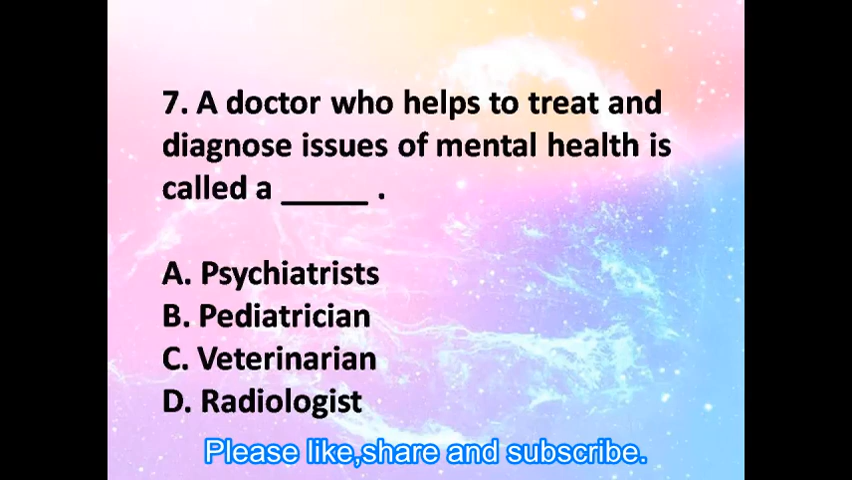 7. A doctor who helps to treat and
diagnose issues of mental health is
called a _____ .
A. Psychiatrists
B. Pediatrician
C. Veterinarian
D. Radiologist
Please like,share and subscribe.